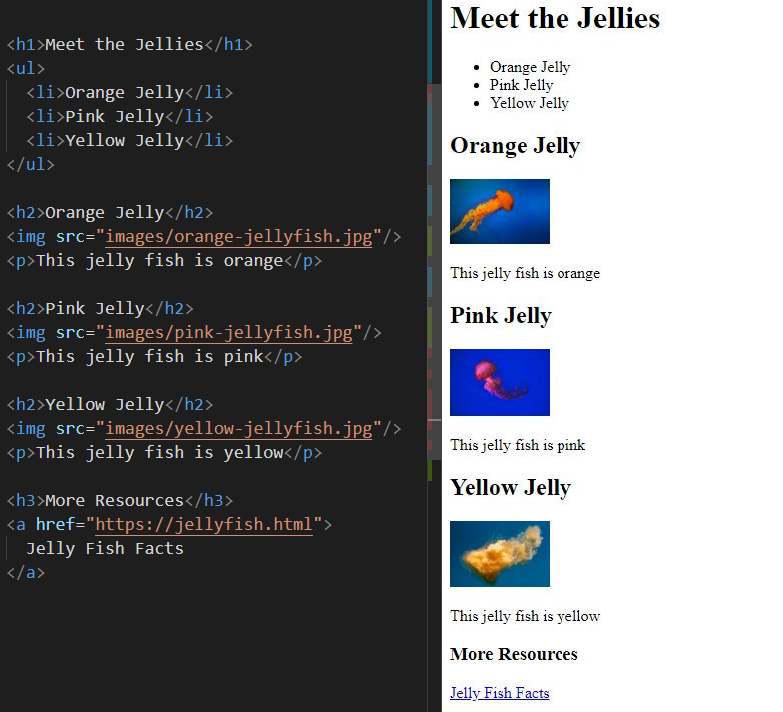 <h1>Meet the Jellies</h1>
<ul>
<li>Orange Jelly</li>
<li>Pink Jelly</li>
<li>Yellow Jelly</li>
</ul>
<h2>Orange Jelly</h2>
<img src="images/orange-jellyfish.jpg"/>
<p>This jelly fish is orange</p>
<h2>Pink Jelly</h2>
<img src="images/pink-jellyfish.jpg"/>
<p>This jelly fish is pink</p>
<h2>Yellow Jelly</h2>
<img src="images/yellow-jellyfish.jpg"/>
<p>This jelly fish is yellow</p>
<h3>More Resources</h3>
<a href="https://jellyfish.html">
Jelly Fish Facts
</a>
Meet the Jellies
Orange Jelly
Pink Jelly
Yellow Jelly
Orange Jelly
This jelly fish is orange
Pink Jelly
This jelly fish is pink
Yellow Jelly
This jelly fish is yellow
More Resources
Jelly Fish Facts